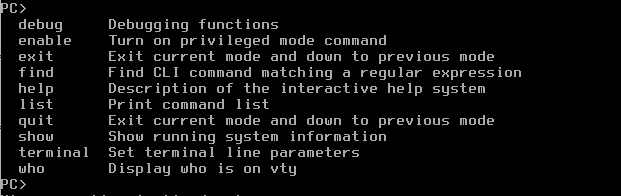 PC>
debug Debugging functions
enable Turn on privileged mode command
exit Exit current mode and down to previous mode
find Find CLI command matching a regular expression
help Description of the interactive help system
list Print command list
quit Exit current mode and down to previous mode
show Show running system information
terminal Set terminal line parameters
who Display who is on vty
PC>